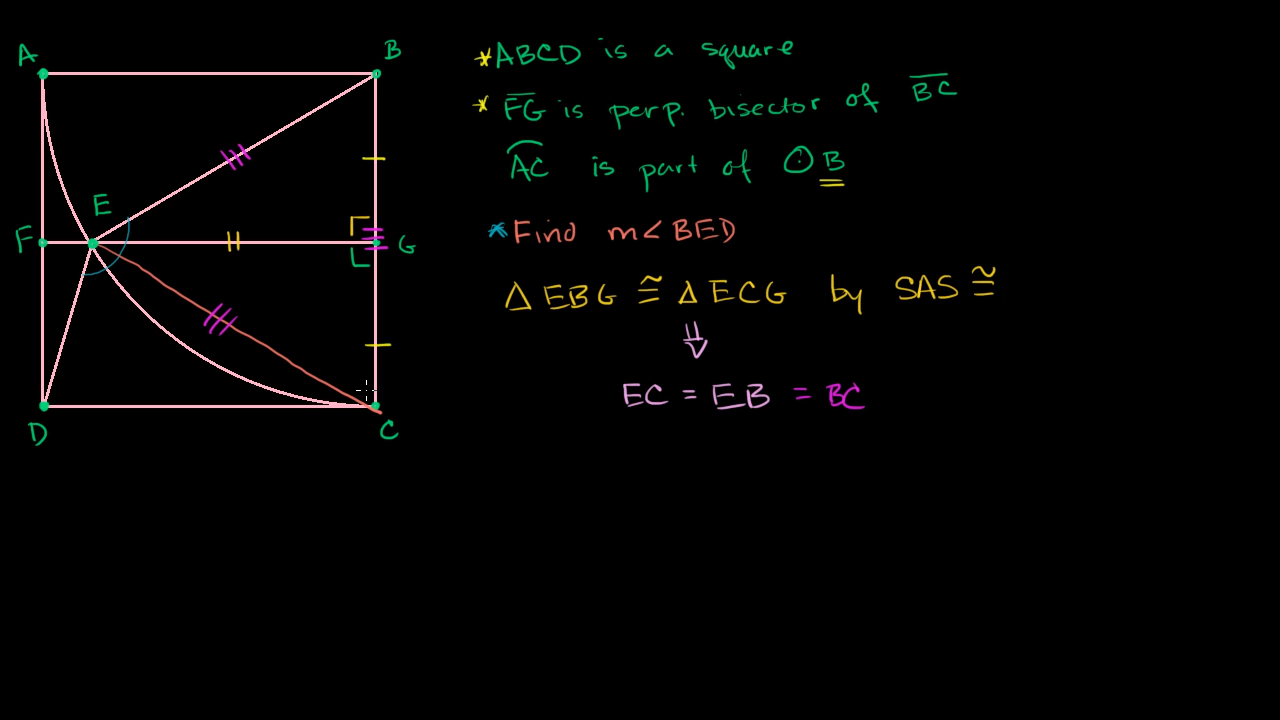 A
B
*ABCD is a square
* FG is perp. bisector of BC
AC is part of ⊙B
E
F
G
*Find m∠BED
△EBG ≅ △ECG by SAS ≅
⇓
EC = EB = BC
D
C